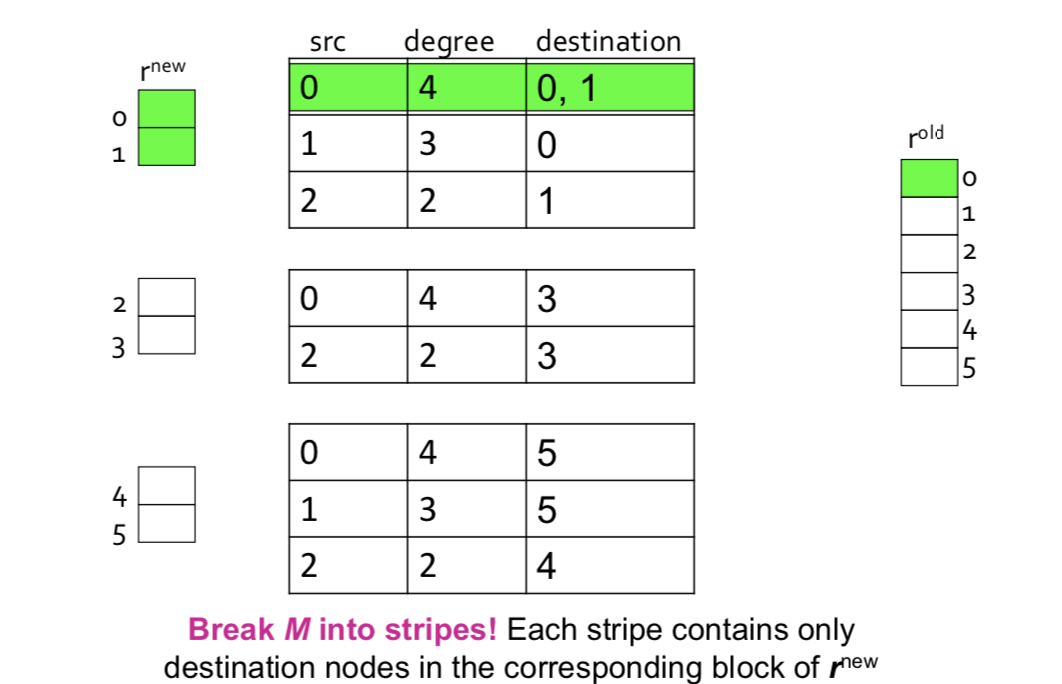 src degree destination
r^new
0 4 0, 1
0
1
1 3 0
2 2 1
r^old
0
1
2
3
4
5
2
3
0 4 3
2 2 3
4
5
0 4 5
1 3 5
2 2 4
Break M into stripes! Each stripe contains only
destination nodes in the corresponding block of r^new